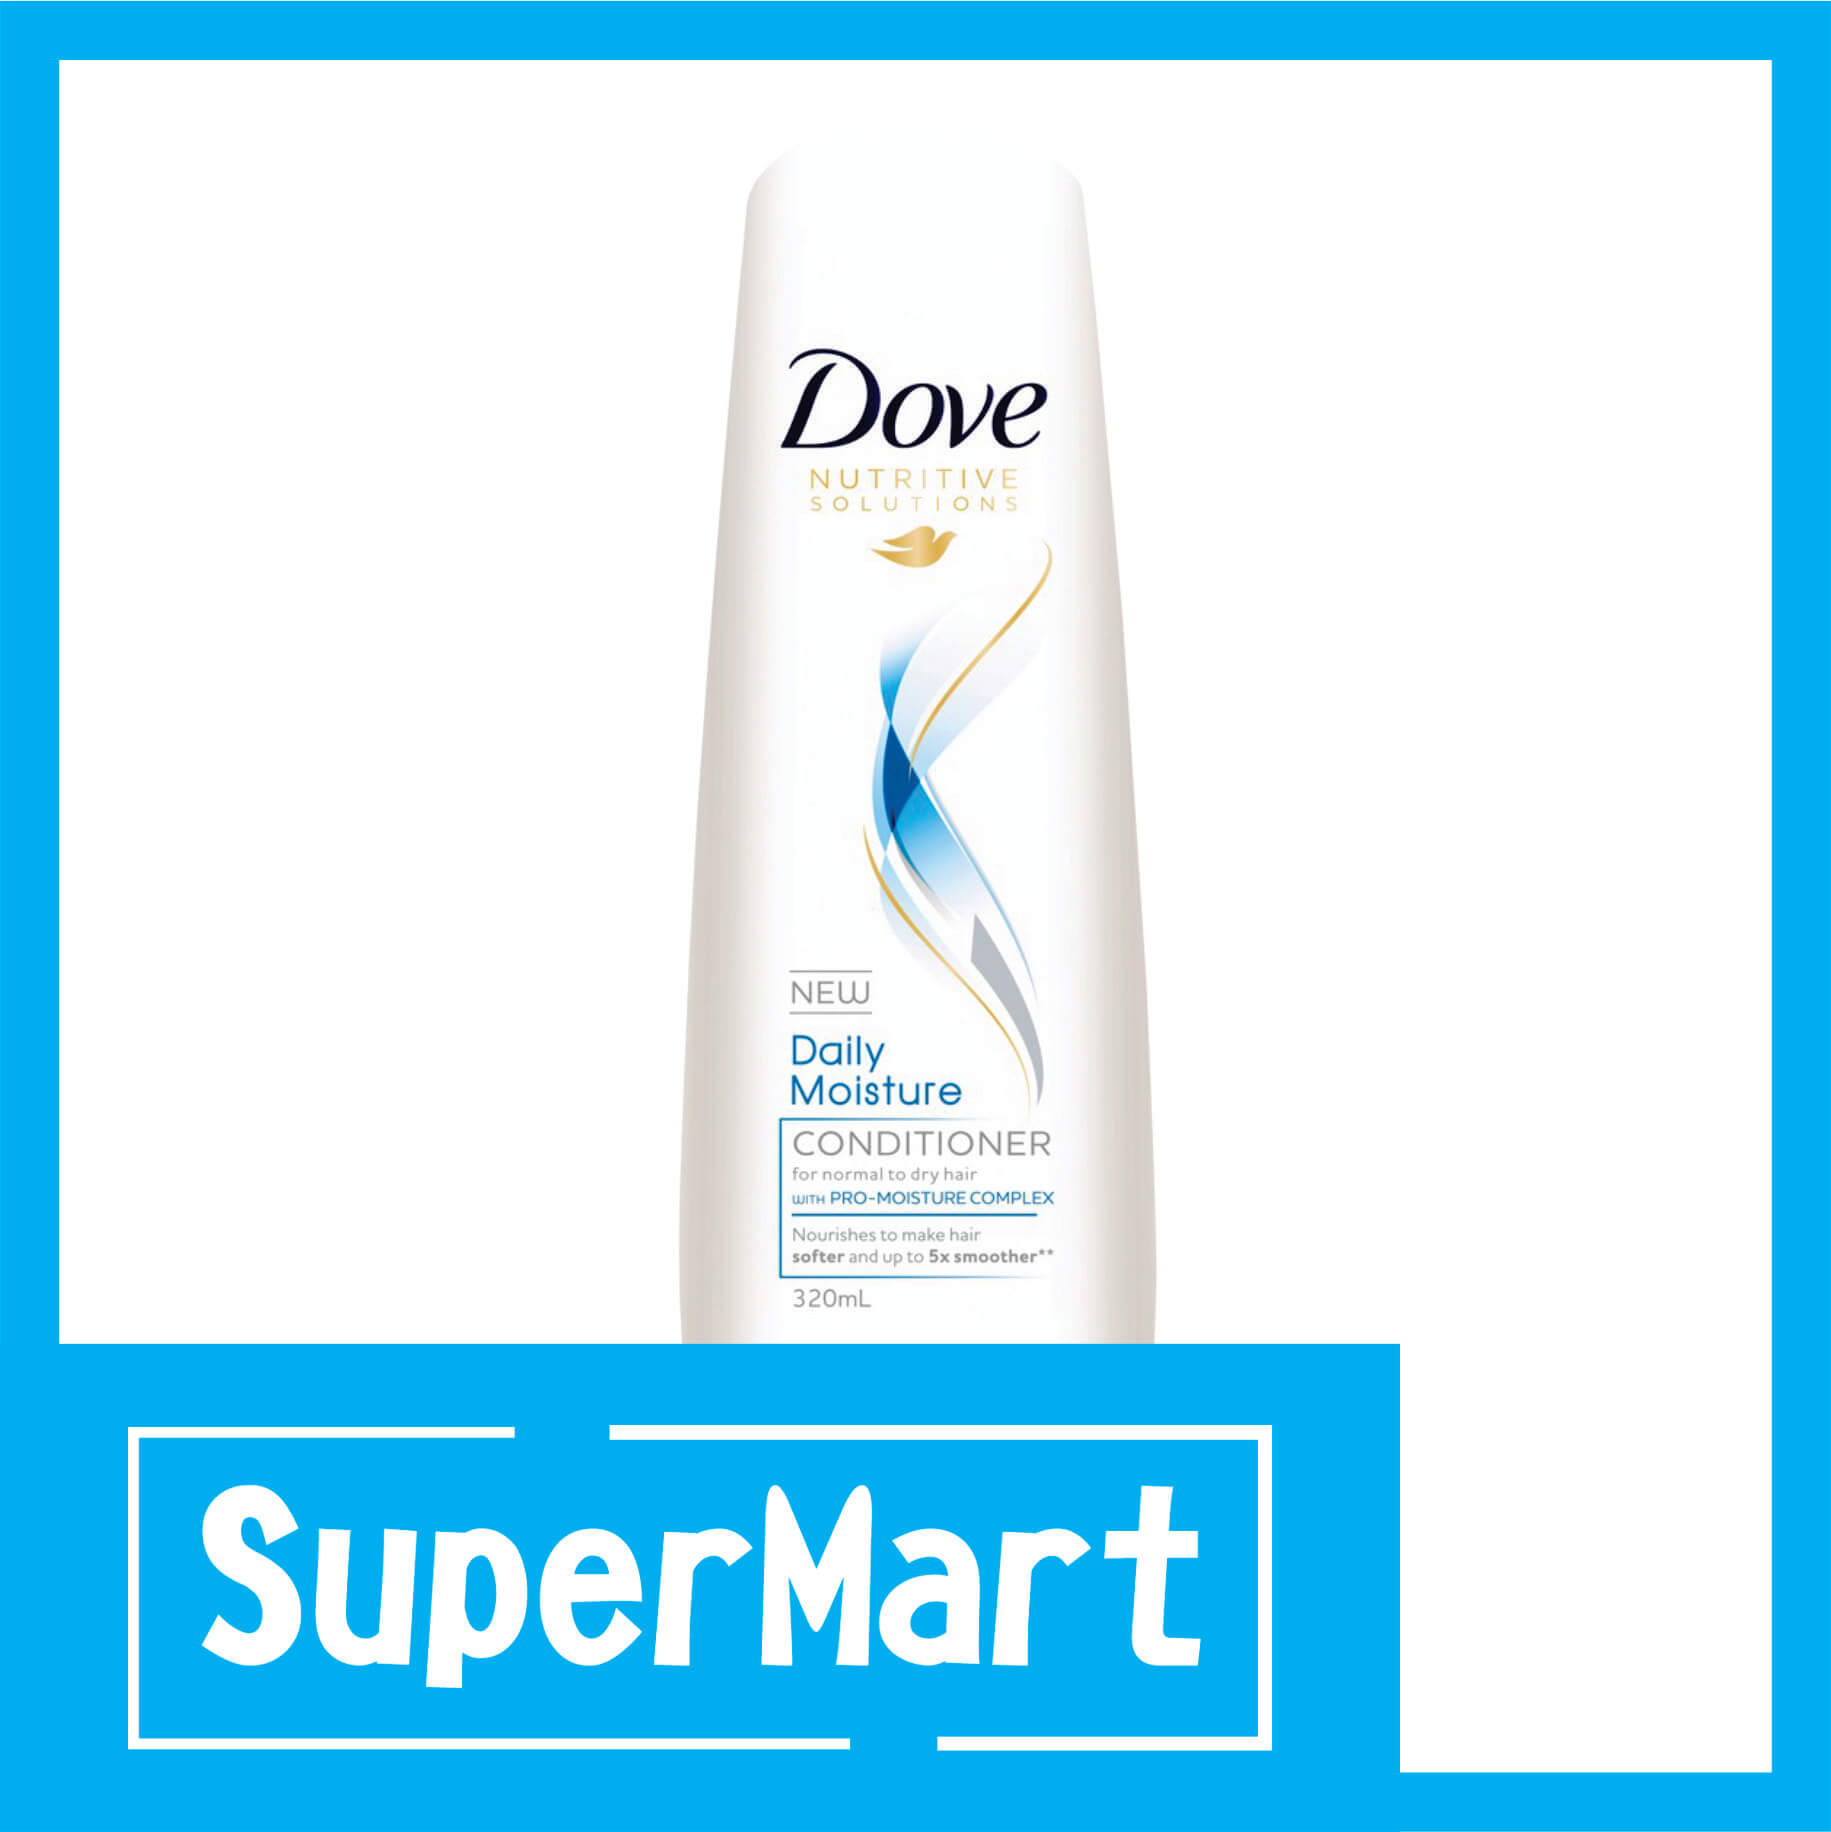 Dove
NUTRITIVE
SOLUTIONS
NEW
Daily
Moisture
CONDITIONER
for normal to dry hair
WITH PRO-MOISTURE COMPLEX
Nourishes to make hair
softer and up to 5x smoother**
320mL
SuperMart